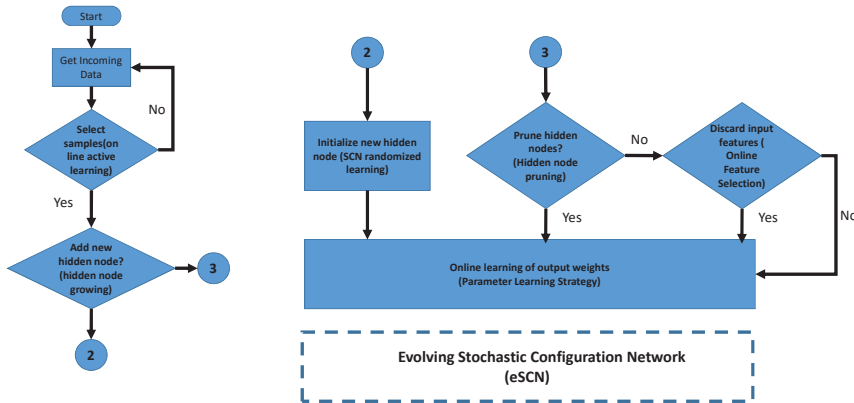 Start
Get Incoming
Data
No
Select
samples(on
line active
learning)
Yes
Add new
hidden node?
(hidden node
growing)
3
2
2
Initialize new hidden
node (SCN randomized
learning)
3
Prune hidden
nodes?
(Hidden node
pruning)
No
Yes
Discard input
features (
Online
Feature
Selection)
Yes
No
Online learning of output weights
(Parameter Learning Strategy)
Evolving Stochastic Configuration Network
(eSCN)